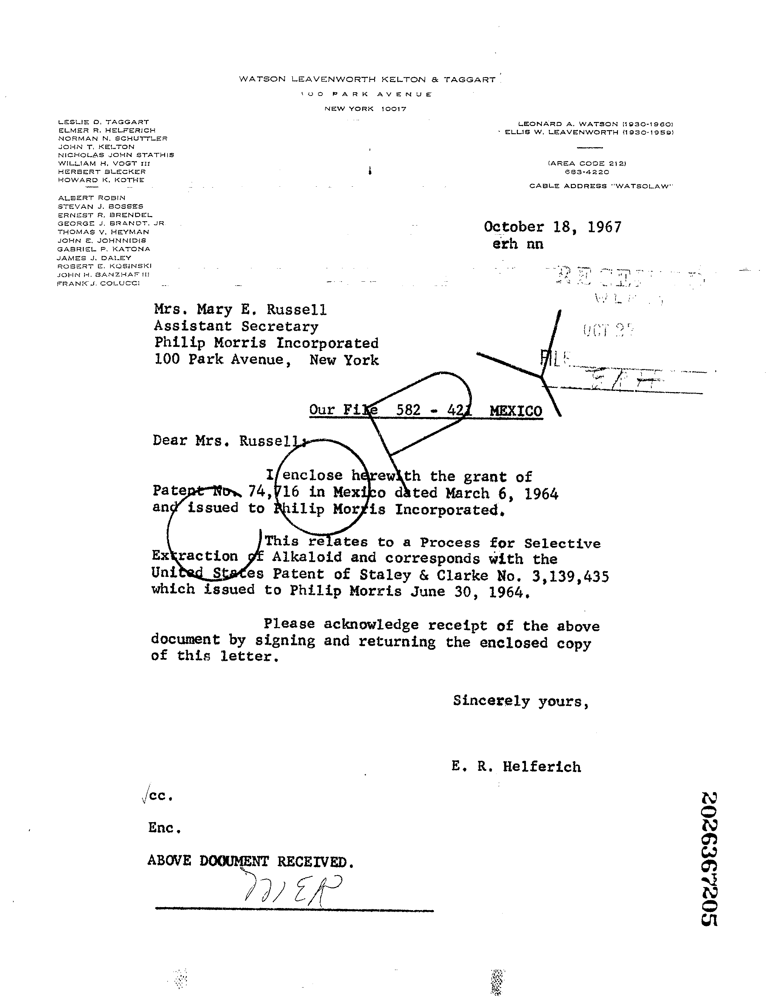 WATSON LEAVENWORTH KELTON & TAGGART
100 PARK AVENUE
NEW YORK 10017
LESLIE D. TAGGART
ELMER R. HELFERICH
NORMAN N. SCHUTTLER
JOHN T. KELTON
NICHOLAS JOHN STATHIS
WILLIAM H. VOGT III
HERBERT BLECKER
HOWARD K. KOTHE
ALBERT ROBIN
STEVAN J. BOSSES
ERNEST R. BRENDEL
GEORGE J. BRANDT, JR
THOMAS V. HEYMAN
JOHN E. JOHNNIDIS
GABRIEL P. KATONA
JAMES J. DALEY
ROBERT E. KOSINSKI
JOHN H. BANZHAF III
FRANK J. COLUCCI
LEONARD A. WATSON (1930-1960)
ELLIS W. LEAVENWORTH (1930-1959)
(AREA CODE 212)
683-4220
CABLE ADDRESS "WATSOLAW"
October 18, 1967
erh nn
RECEIVED
OCT 25
FILE
Mrs. Mary E. Russell
Assistant Secretary
Philip Morris Incorporated
100 Park Avenue, New York
Our File 582 - 421 MEXICO
Dear Mrs. Russell:
I enclose herewith the grant of
Patent No. 74,716 in Mexico dated March 6, 1964
and issued to Philip Morris Incorporated.
This relates to a Process for Selective
Extraction of Alkaloid and corresponds with the
United States Patent of Staley & Clarke No. 3,139,435
which issued to Philip Morris June 30, 1964.
Please acknowledge receipt of the above
document by signing and returning the enclosed copy
of this letter.
Sincerely yours,
E. R. Helferich
√cc.
Enc.
ABOVE DOCUMENT RECEIVED.
MER
2026367205